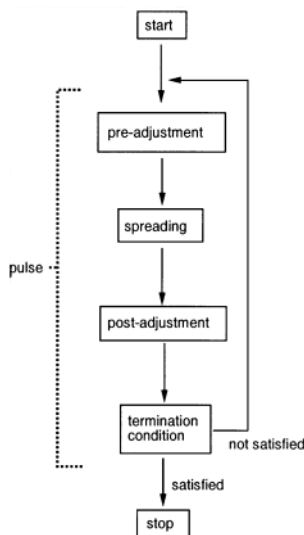 start
pre-adjustment
spreading
pulse
post-adjustment
termination
condition
not satisfied
satisfied
stop